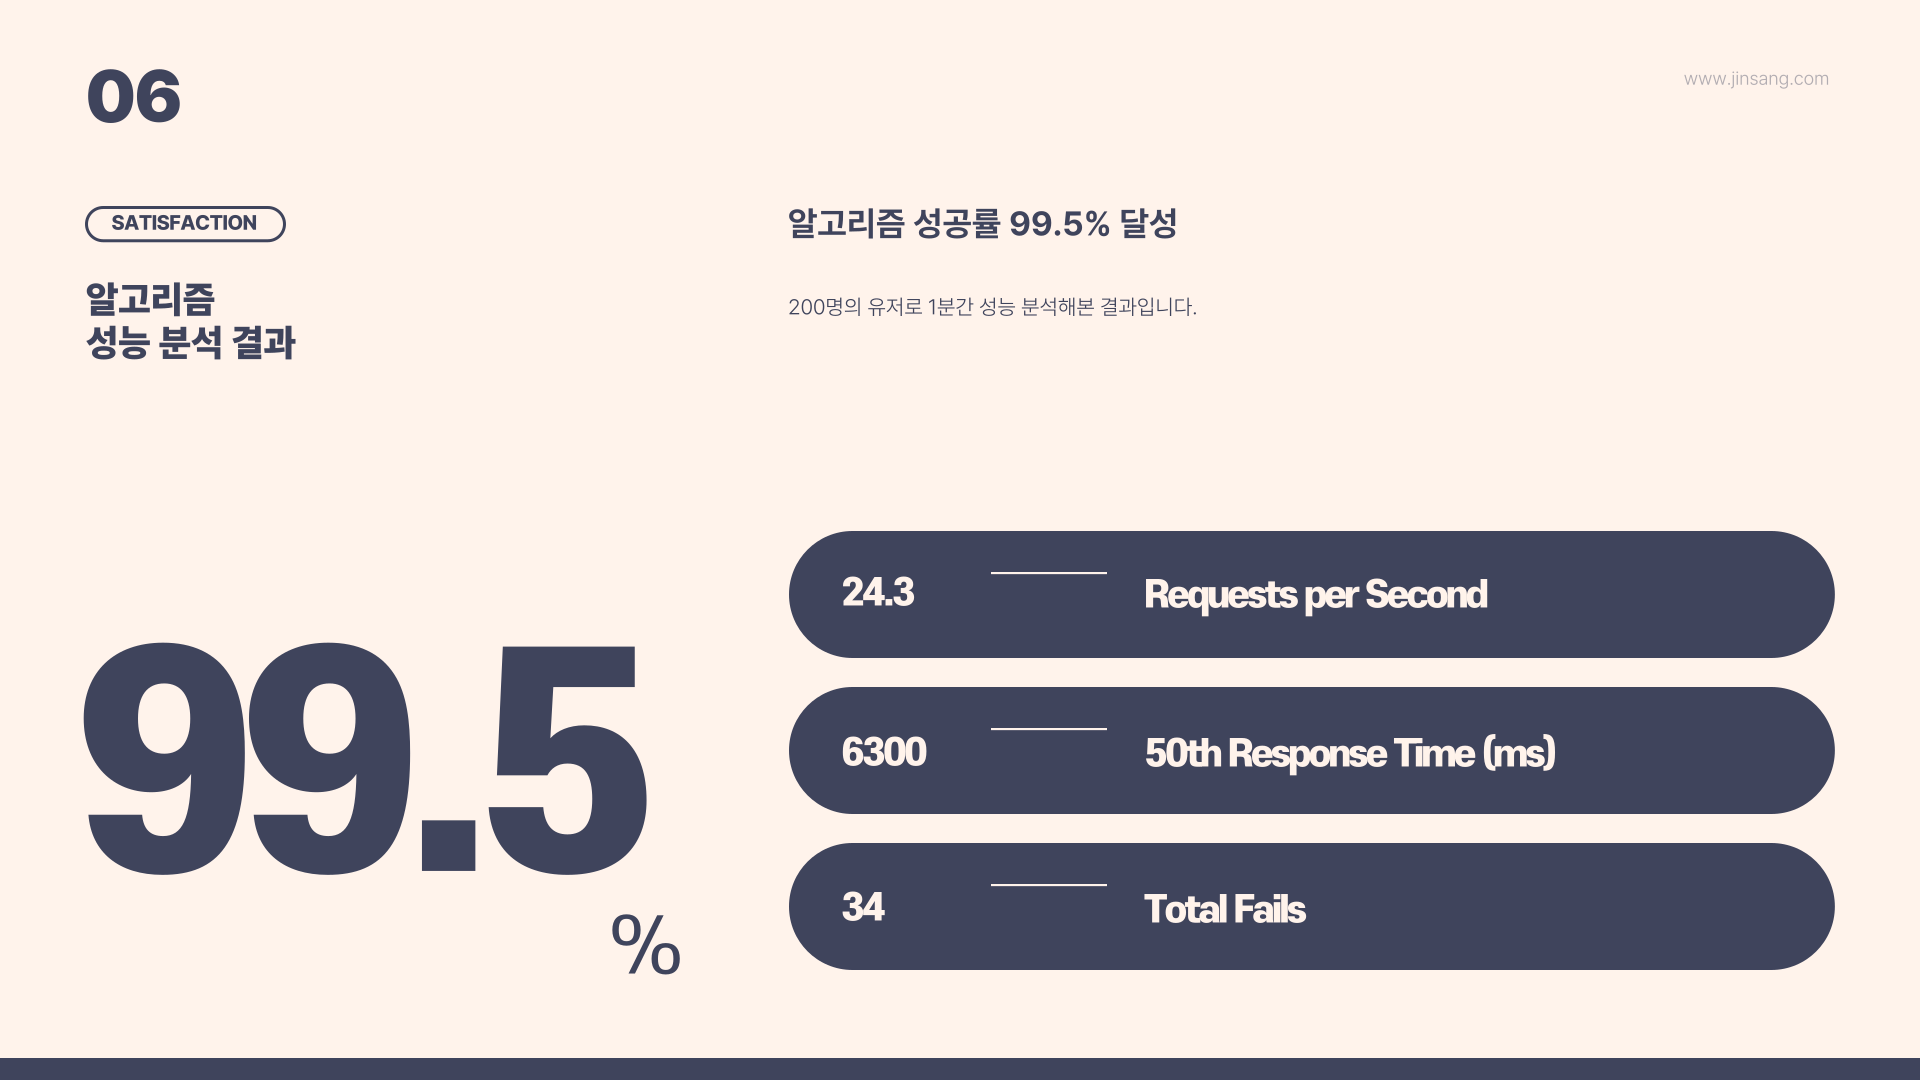 06
www.jinsang.com
SATISFACTION
알고리즘
성능 분석 결과
알고리즘 성공률 99.5% 달성
200명의 유저로 1분간 성능 분석해본 결과입니다.
99.5
%
24.3 Requests per Second
6300 50th Response Time (ms)
34 Total Fails